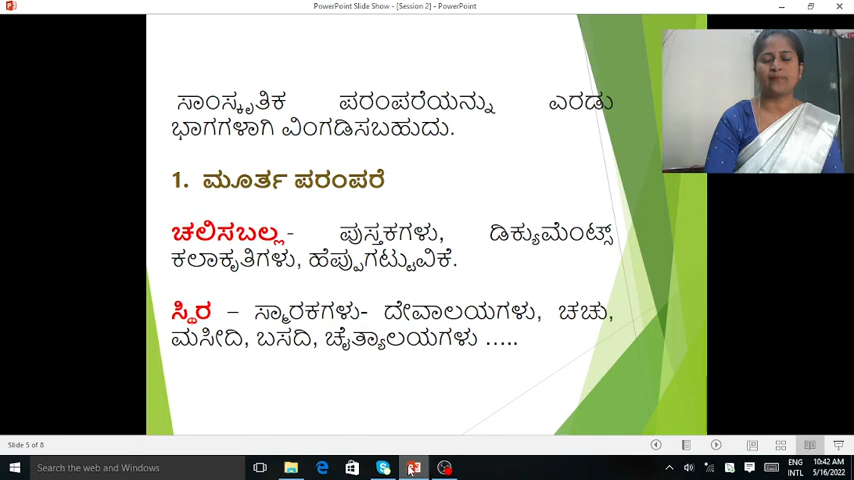 PowerPoint Slide Show - [Session 2] - PowerPoint
ಸಾಂಸ್ಕೃತಿಕ ಪರಂಪರೆಯನ್ನು ಎರಡು
ಭಾಗಗಳಾಗಿ ವಿಂಗಡಿಸಬಹುದು.
1. ಮೂರ್ತ ಪರಂಪರೆ
ಚಲಿಸಬಲ್ಲ - ಪುಸ್ತಕಗಳು, ಡಿಕ್ಯುಮೆಂಟ್ಸ್
ಕಲಾಕೃತಿಗಳು, ಹೆಪ್ಪುಗಟ್ಟುವಿಕೆ.
ಸ್ಥಿರ – ಸ್ಮಾರಕಗಳು- ದೇವಾಲಯಗಳು, ಚರ್ಚು,
ಮಸೀದಿ, ಬಸದಿ, ಚೈತ್ಯಾಲಯಗಳು …..
Slide 5 of 8
Search the web and Windows
ENG
INTL
10:42 AM
5/16/2022